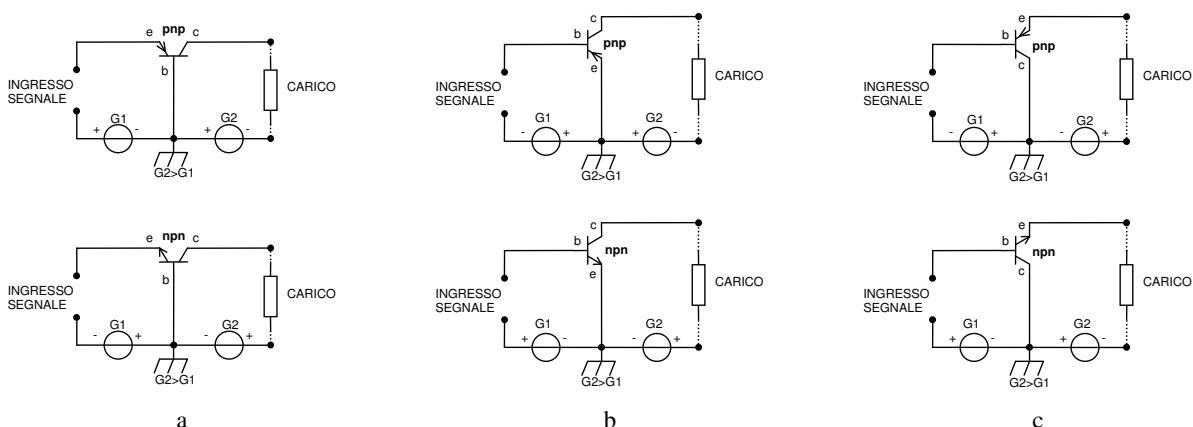 e pnp c
b
INGRESSO
SEGNALE
CARICO
+ G1 - + G2 -
G2>G1
c
b pnp
e
INGRESSO
SEGNALE
CARICO
- G1 + + G2 -
G2>G1
e
b pnp
c
INGRESSO
SEGNALE
CARICO
- G1 + - G2 +
G2>G1
e npn c
b
INGRESSO
SEGNALE
CARICO
- G1 + - G2 +
G2>G1
c
b npn
e
INGRESSO
SEGNALE
CARICO
+ G1 - - G2 +
G2>G1
e
b npn
c
INGRESSO
SEGNALE
CARICO
+ G1 - + G2 -
G2>G1
a b c